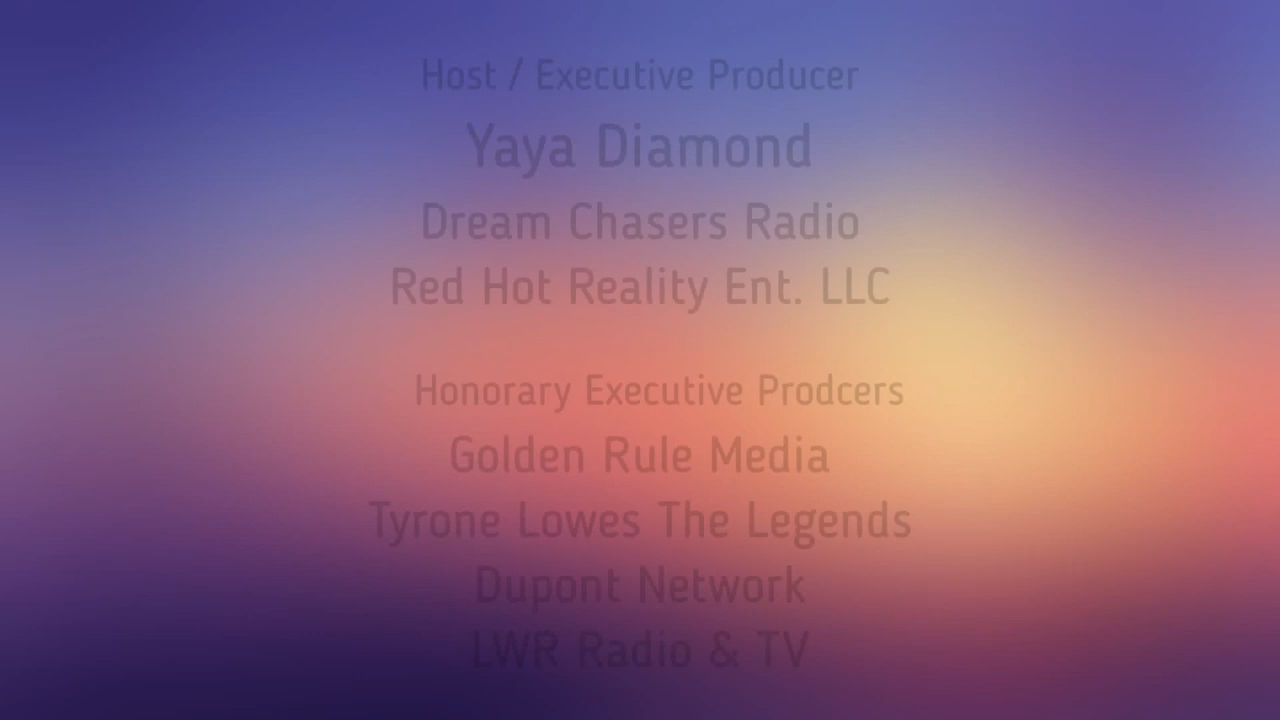 Host / Executive Producer
Yaya Diamond
Dream Chasers Radio
Red Hot Reality Ent. LLC
Honorary Executive Prodcers
Golden Rule Media
Tyrone Lowes The Legends
Dupont Network
LWR Radio & TV